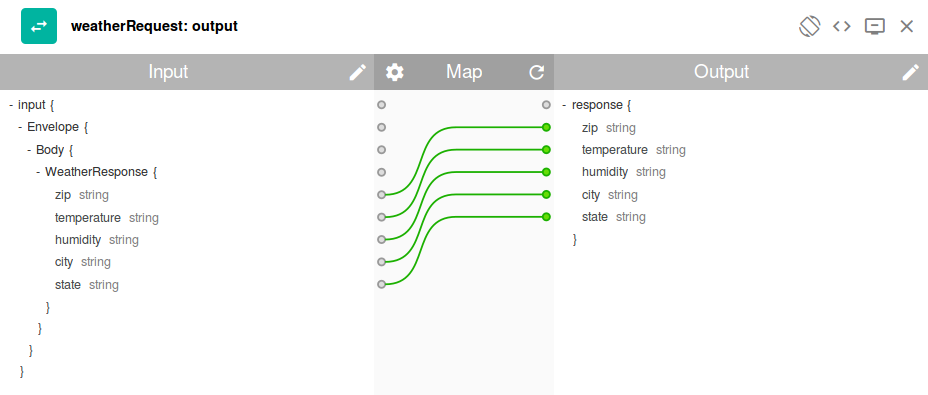 weatherRequest: output
Input
Map
Output
- input {
- Envelope {
- Body {
- WeatherResponse {
zip string
temperature string
humidity string
city string
state string
}
}
}
}
- response {
zip string
temperature string
humidity string
city string
state string
}